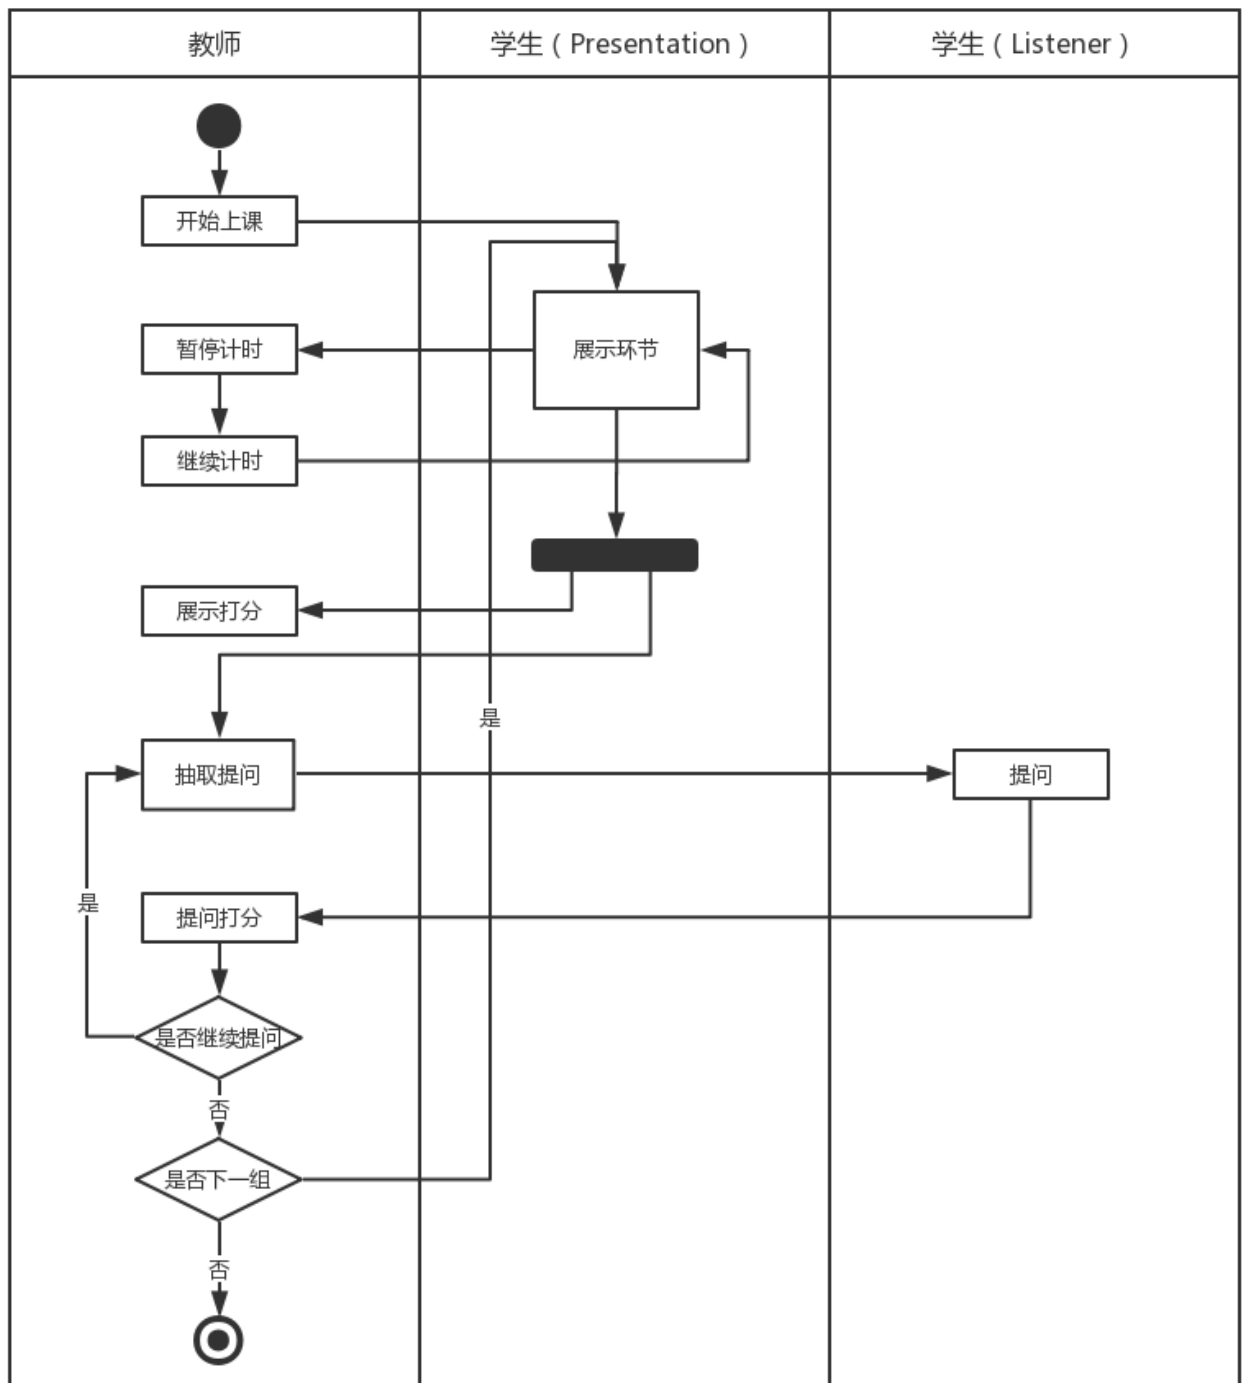 教师
学生（Presentation）
学生（Listener）
开始上课
暂停计时
展示环节
继续计时
展示打分
是
抽取提问
提问
是
提问打分
是否继续提问
否
是否下一组
否